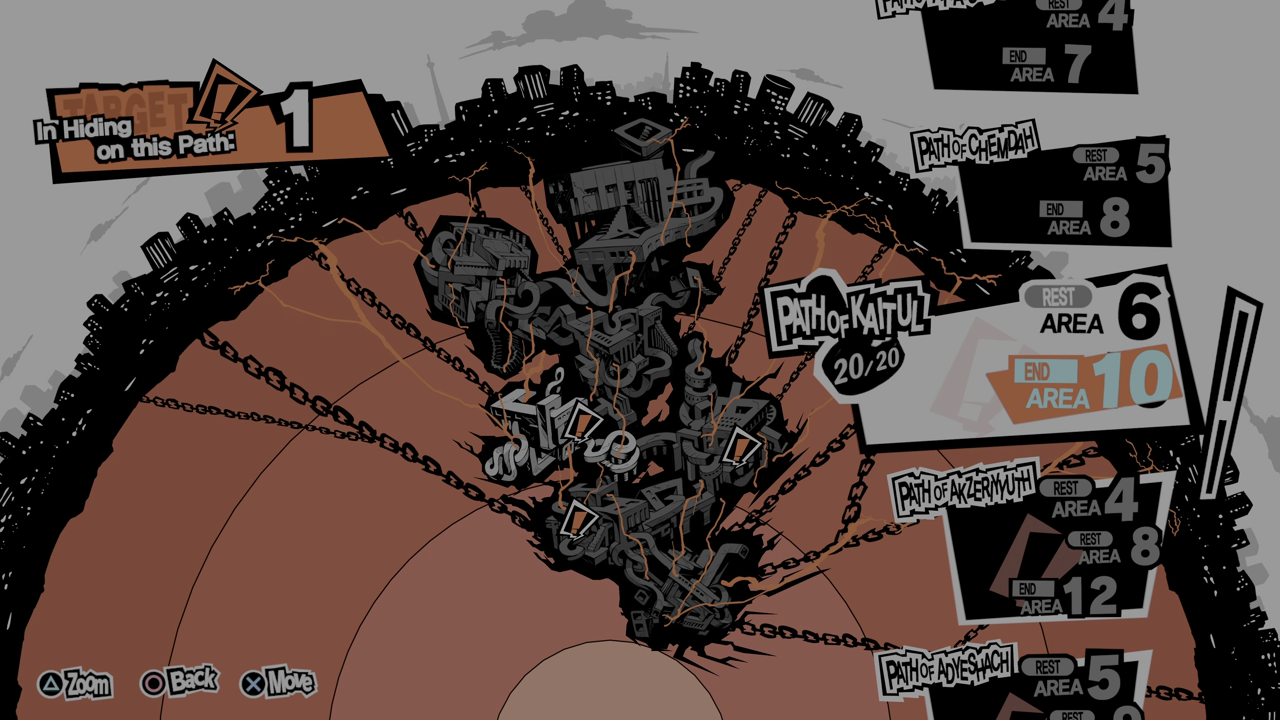 TARGET
In Hiding
on this Path: 1
REST
AREA 4
END
AREA 7
PATH OF CHEMDAH
REST
AREA 5
END
AREA 8
PATH OF KAITUL
20/20
REST
AREA 6
END
AREA 10
PATH OF AKZERIYYUTH
REST
AREA 4
REST
AREA 8
END
AREA 12
PATH OF ADYESHACH
REST
AREA 5
REST
Zoom
Back
Move